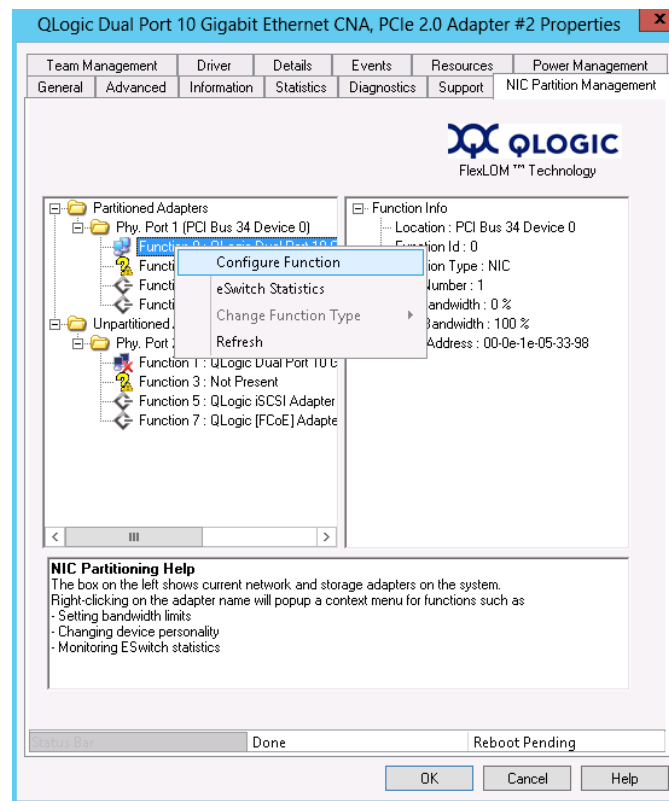 QLogic Dual Port 10 Gigabit Ethernet CNA, PCIe 2.0 Adapter #2 Properties
x
Team Management Driver Details Events Resources Power Management
General Advanced Information Statistics Diagnostics Support NIC Partition Management
QLOGIC
FlexLOM ™ Technology
Partitioned Adapters
Phy. Port 1 (PCI Bus 34 Device 0)
Functi
Functi
Functi
Unpartitioned
Phy. Port
Function 1 : QLogic Dual Port 10 G
Function 3 : Not Present
Function 5 : QLogic iSCSI Adapter
Function 7 : QLogic [FCoE] Adapte
Configure Function
eSwitch Statistics
Change Function Type
Refresh
Function Info
Location : PCI Bus 34 Device 0
Function Id : 0
ion Type : NIC
Number : 1
andwidth : 0 %
Bandwidth : 100 %
Address : 00-0e-1e-05-33-98
NIC Partitioning Help
The box on the left shows current network and storage adapters on the system.
Right-clicking on the adapter name will popup a context menu for functions such as
- Setting bandwidth limits
- Changing device personality
- Monitoring ESwitch statistics
Status Bar Done Reboot Pending
OK Cancel Help